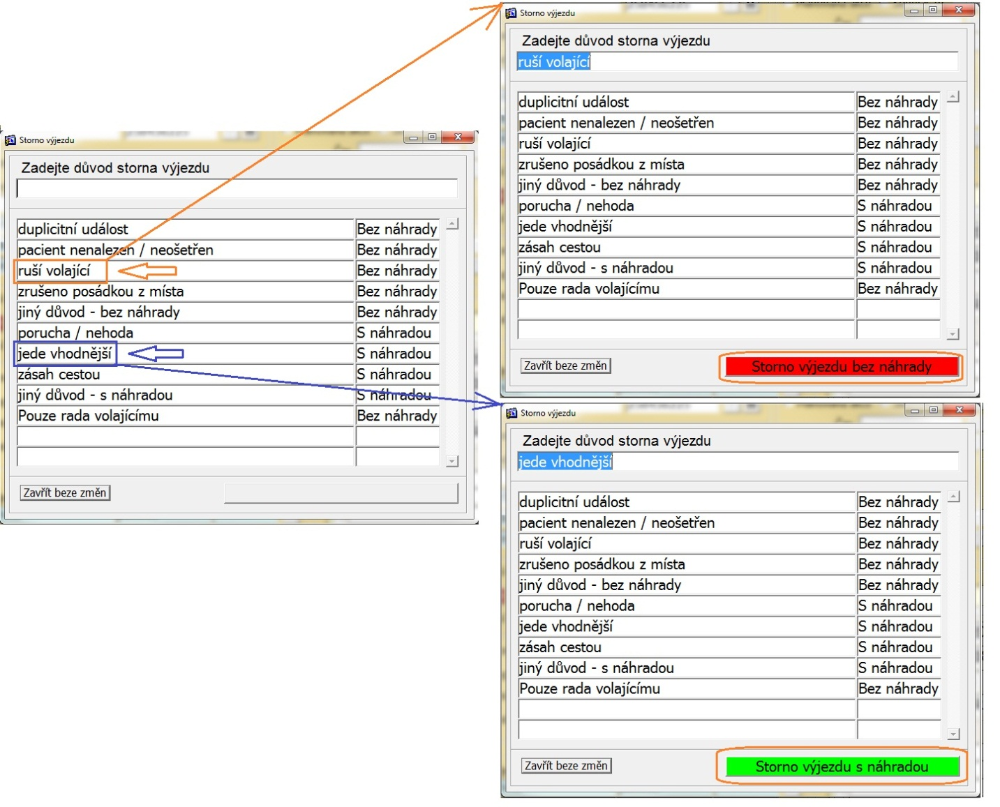 Storno výjezdu
Zadejte důvod storna výjezdu
duplicitní událost Bez náhrady
pacient nenalezen / neošetřen Bez náhrady
ruší volající Bez náhrady
zrušeno posádkou z místa Bez náhrady
jiný důvod - bez náhrady Bez náhrady
porucha / nehoda S náhradou
jede vhodnější S náhradou
zásah cestou S náhradou
jiný důvod - s náhradou S náhradou
Pouze rada volajícímu Bez náhrady
Zavřít beze změn
Storno výjezdu
Zadejte důvod storna výjezdu
ruší volající
duplicitní událost Bez náhrady
pacient nenalezen / neošetřen Bez náhrady
ruší volající Bez náhrady
zrušeno posádkou z místa Bez náhrady
jiný důvod - bez náhrady Bez náhrady
porucha / nehoda S náhradou
jede vhodnější S náhradou
zásah cestou S náhradou
jiný důvod - s náhradou S náhradou
Pouze rada volajícímu Bez náhrady
Zavřít beze změn Storno výjezdu bez náhrady
Storno výjezdu
Zadejte důvod storna výjezdu
jede vhodnější
duplicitní událost Bez náhrady
pacient nenalezen / neošetřen Bez náhrady
ruší volající Bez náhrady
zrušeno posádkou z místa Bez náhrady
jiný důvod - bez náhrady Bez náhrady
porucha / nehoda S náhradou
jede vhodnější S náhradou
zásah cestou S náhradou
jiný důvod - s náhradou S náhradou
Pouze rada volajícímu Bez náhrady
Zavřít beze změn Storno výjezdu s náhradou